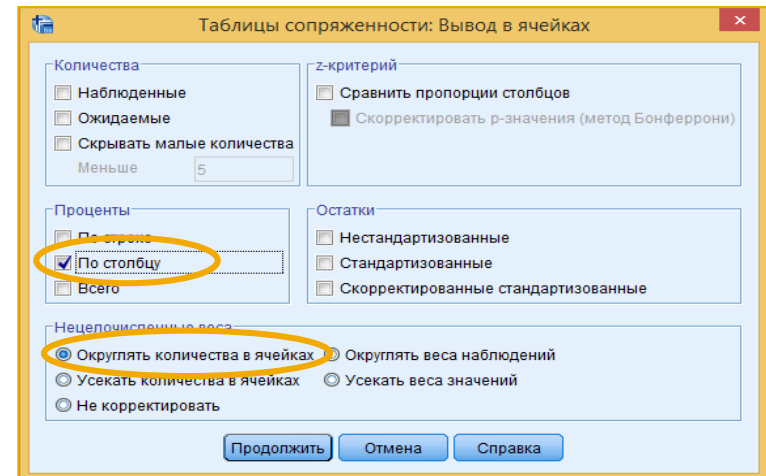 Таблицы сопряженности: Вывод в ячейках
Количества
Наблюденные
Ожидаемые
Скрывать малые количества
Меньше 5
z-критерий
Сравнить пропорции столбцов
Скорректировать р-значения (метод Бонферрони)
Проценты
По строке
По столбцу
Всего
Остатки
Нестандартизованные
Стандартизованные
Скорректированные стандартизованные
Нецелочисленные веса
Округлять количества в ячейках Округлять веса наблюдений
Усекать количества в ячейках Усекать веса значений
Не корректировать
Продолжить Отмена Справка